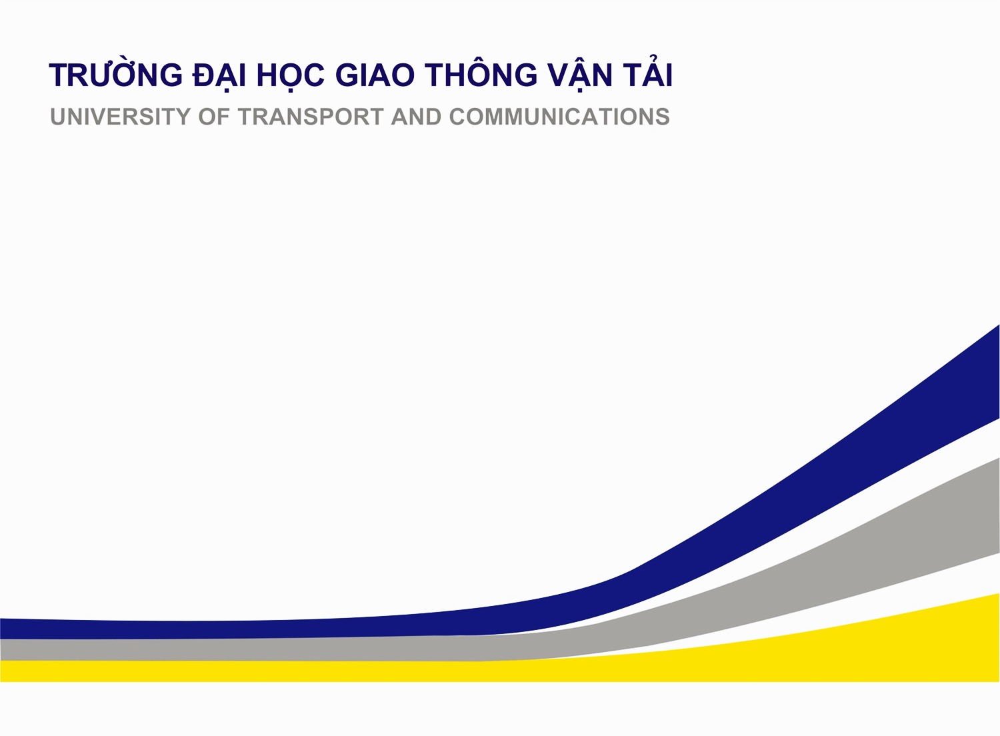 TRƯỜNG ĐẠI HỌC GIAO THÔNG VẬN TẢI
UNIVERSITY OF TRANSPORT AND COMMUNICATIONS